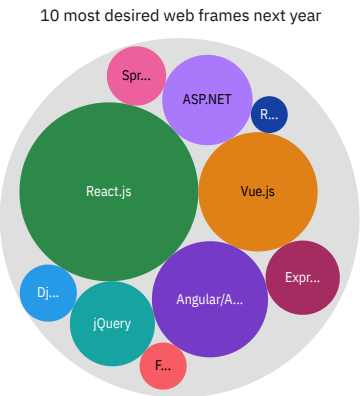 10 most desired web frames next year
Spr...
ASP.NET
R...
React.js
Vue.js
Expr...
Dj...
Angular/A...
jQuery
F...